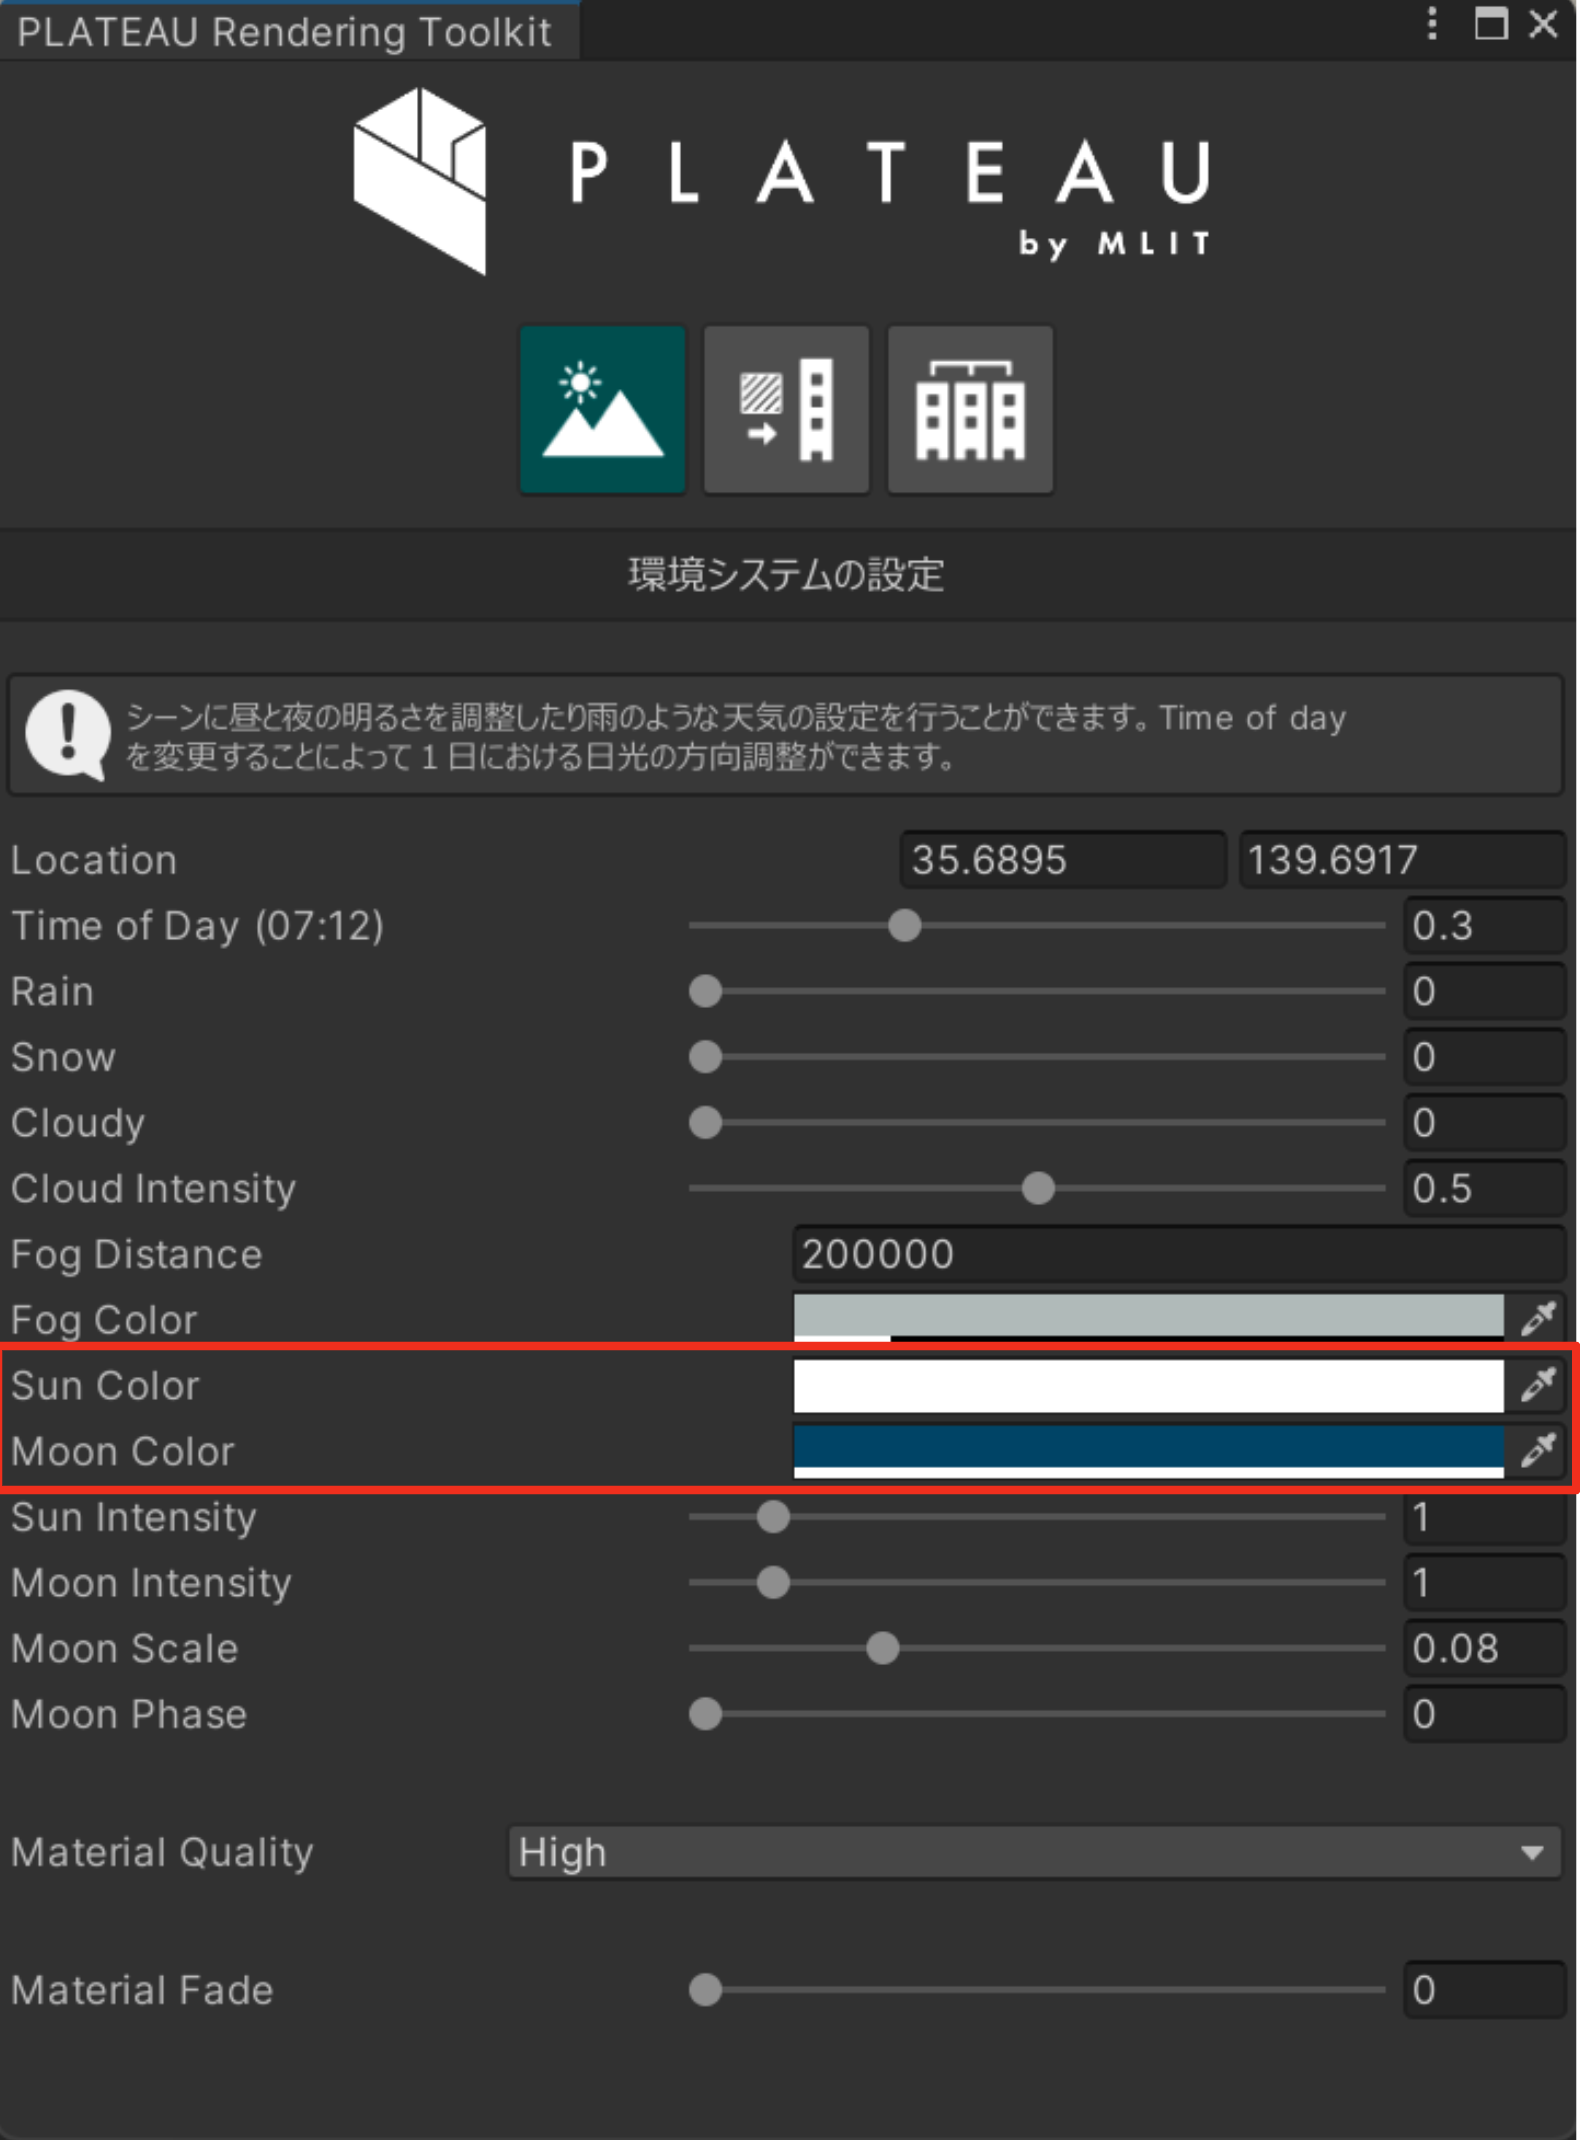 PLATEAU Rendering Toolkit
PLATEAU
by MLIT
環境システムの設定
シーンに昼と夜の明るさを調整したり雨のような天気の設定を行うことができます。Time of day
を変更することによって 1 日における日光の方向調整ができます。
Location 35.6895 139.6917
Time of Day (07:12) 0.3
Rain 0
Snow 0
Cloudy 0
Cloud Intensity 0.5
Fog Distance 200000
Fog Color
Sun Color
Moon Color
Sun Intensity 1
Moon Intensity 1
Moon Scale 0.08
Moon Phase 0
Material Quality High
Material Fade 0